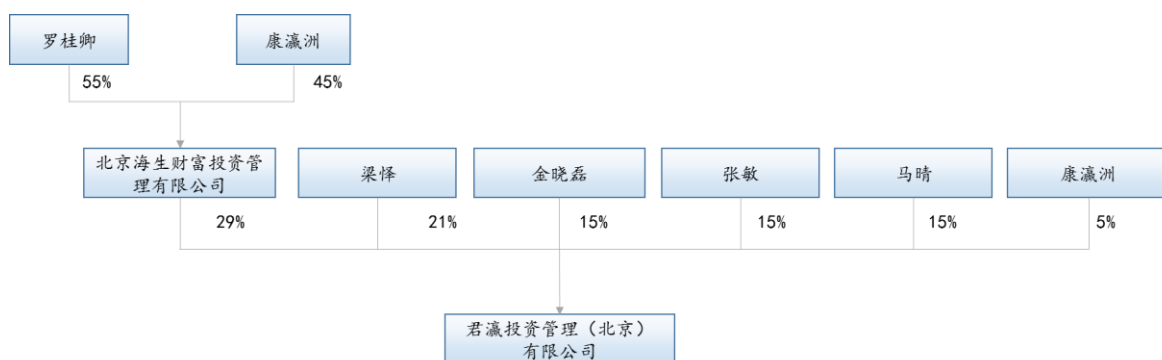 罗桂卿
康瀛洲
55%
45%
北京海生财富投资管
理有限公司
梁怿
金晓磊
张敏
马晴
康瀛洲
29%
21%
15%
15%
15%
5%
君瀛投资管理（北京）
有限公司